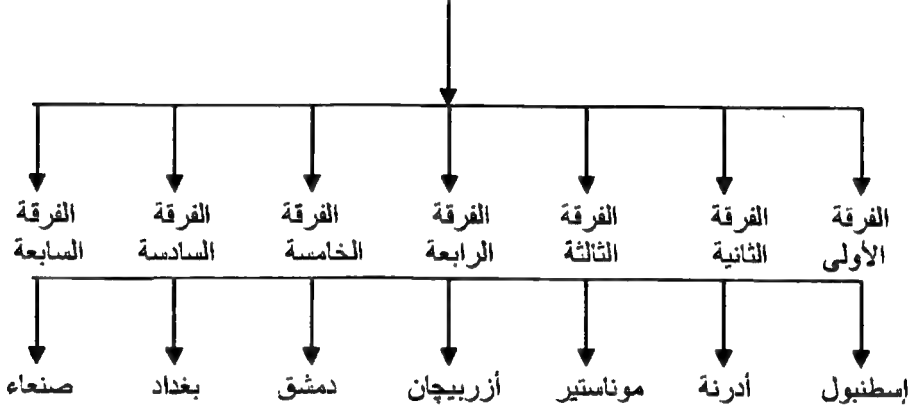 الفرقة الفرقة الفرقة الفرقة الفرقة الفرقة الفرقة
الأولى الثانية الثالثة الرابعة الخامسة السادسة السابعة
إسطنبول أدرنة موناستير أزربيچان دمشق بغداد صنعاء